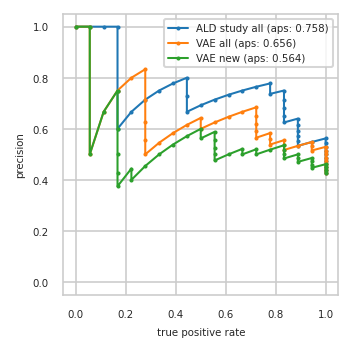 ALD study all (aps: 0.758)
VAE all (aps: 0.656)
VAE new (aps: 0.564)
precision
1.0
0.8
0.6
0.4
0.2
0.0
0.0 0.2 0.4 0.6 0.8 1.0
true positive rate